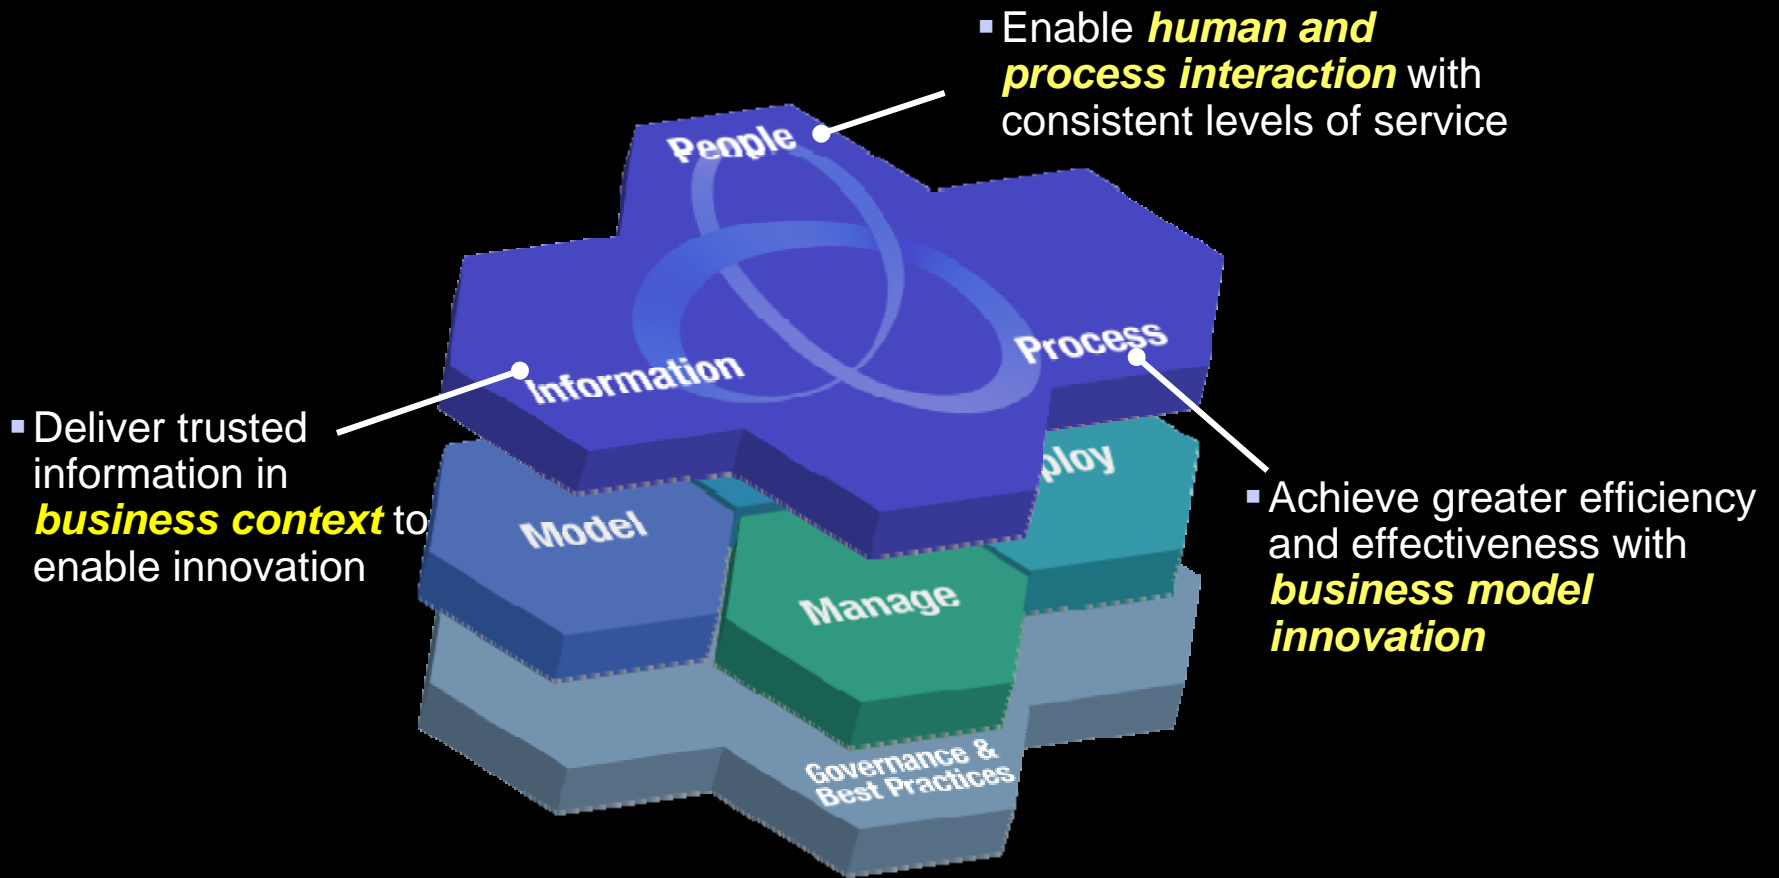 Enable human and
process interaction with
consistent levels of service
People
Process
Information
Deliver trusted
information in
business context to
enable innovation
ploy
Model
Manage
Achieve greater efficiency
and effectiveness with
business model
innovation
Governance &
Best Practices